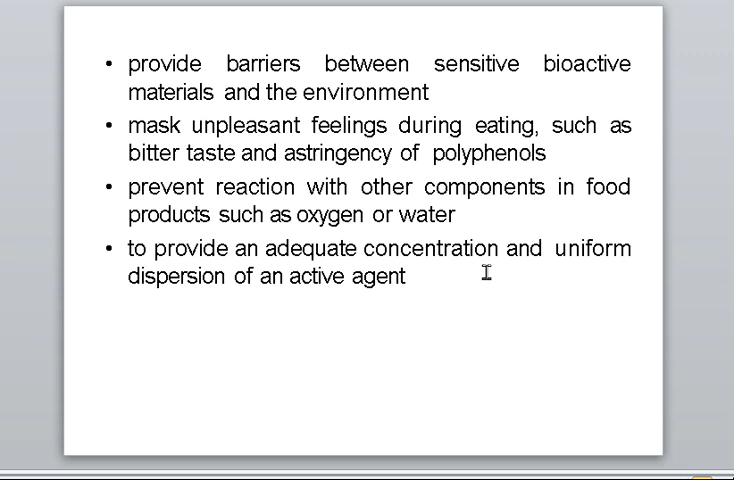 • provide barriers between sensitive bioactive
materials and the environment
• mask unpleasant feelings during eating, such as
bitter taste and astringency of polyphenols
• prevent reaction with other components in food
products such as oxygen or water
• to provide an adequate concentration and uniform
dispersion of an active agent